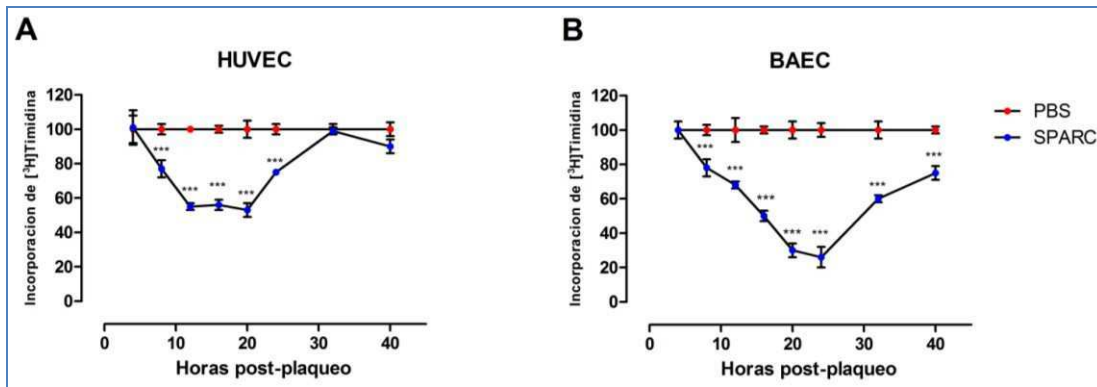 A
HUVEC
Incorporacion de [³H]Timidina
120
100
80
60
40
20
0
***
***
***
***
***
0 10 20 30 40
Horas post-plaqueo
B
BAEC
Incorporacion de [³H]Timidina
120
100
80
60
40
20
0
***
***
***
***
***
***
***
0 10 20 30 40
Horas post-plaqueo
PBS
SPARC